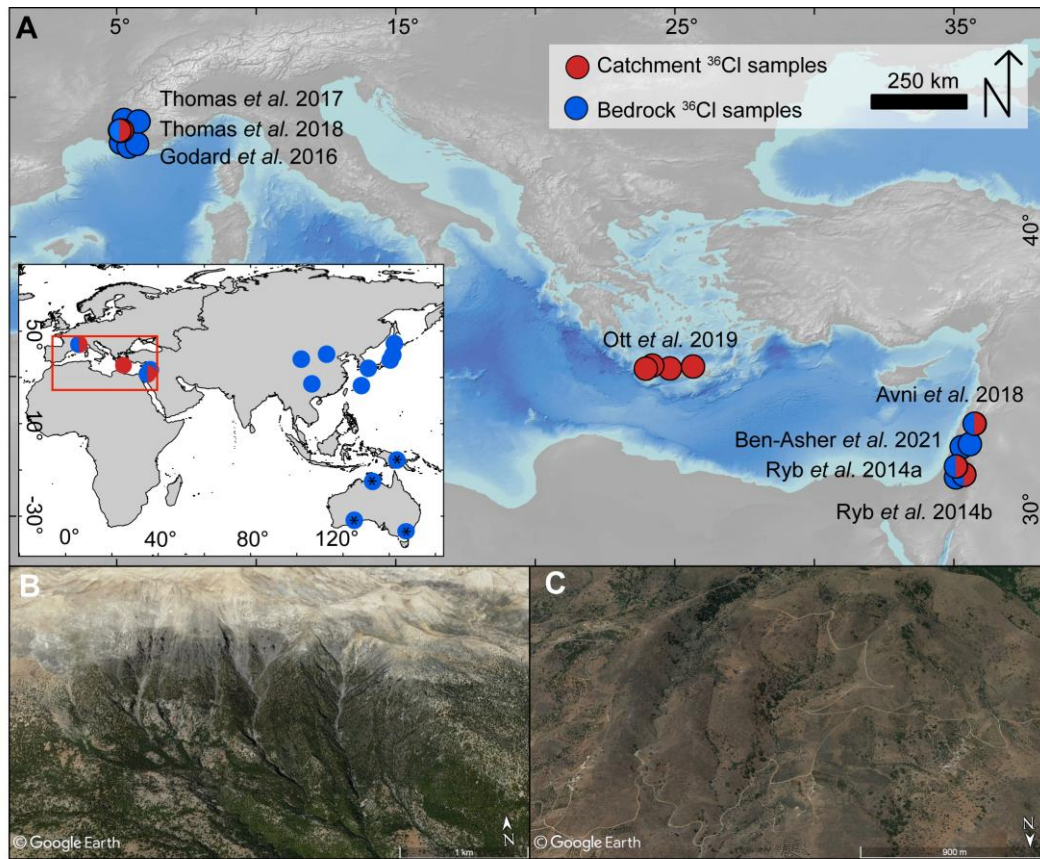 A
5°
15°
25°
35°
Catchment ³⁶Cl samples
Bedrock ³⁶Cl samples
250 km
N
Thomas et al. 2017
Thomas et al. 2018
Godard et al. 2016
40°
Ott et al. 2019
Avni et al. 2018
Ben-Asher et al. 2021
Ryb et al. 2014a
Ryb et al. 2014b
30°
50°
10°
-30°
0°
40°
120°
*
*
*
*
B
© Google Earth
1 km
N
C
© Google Earth
900 m
N